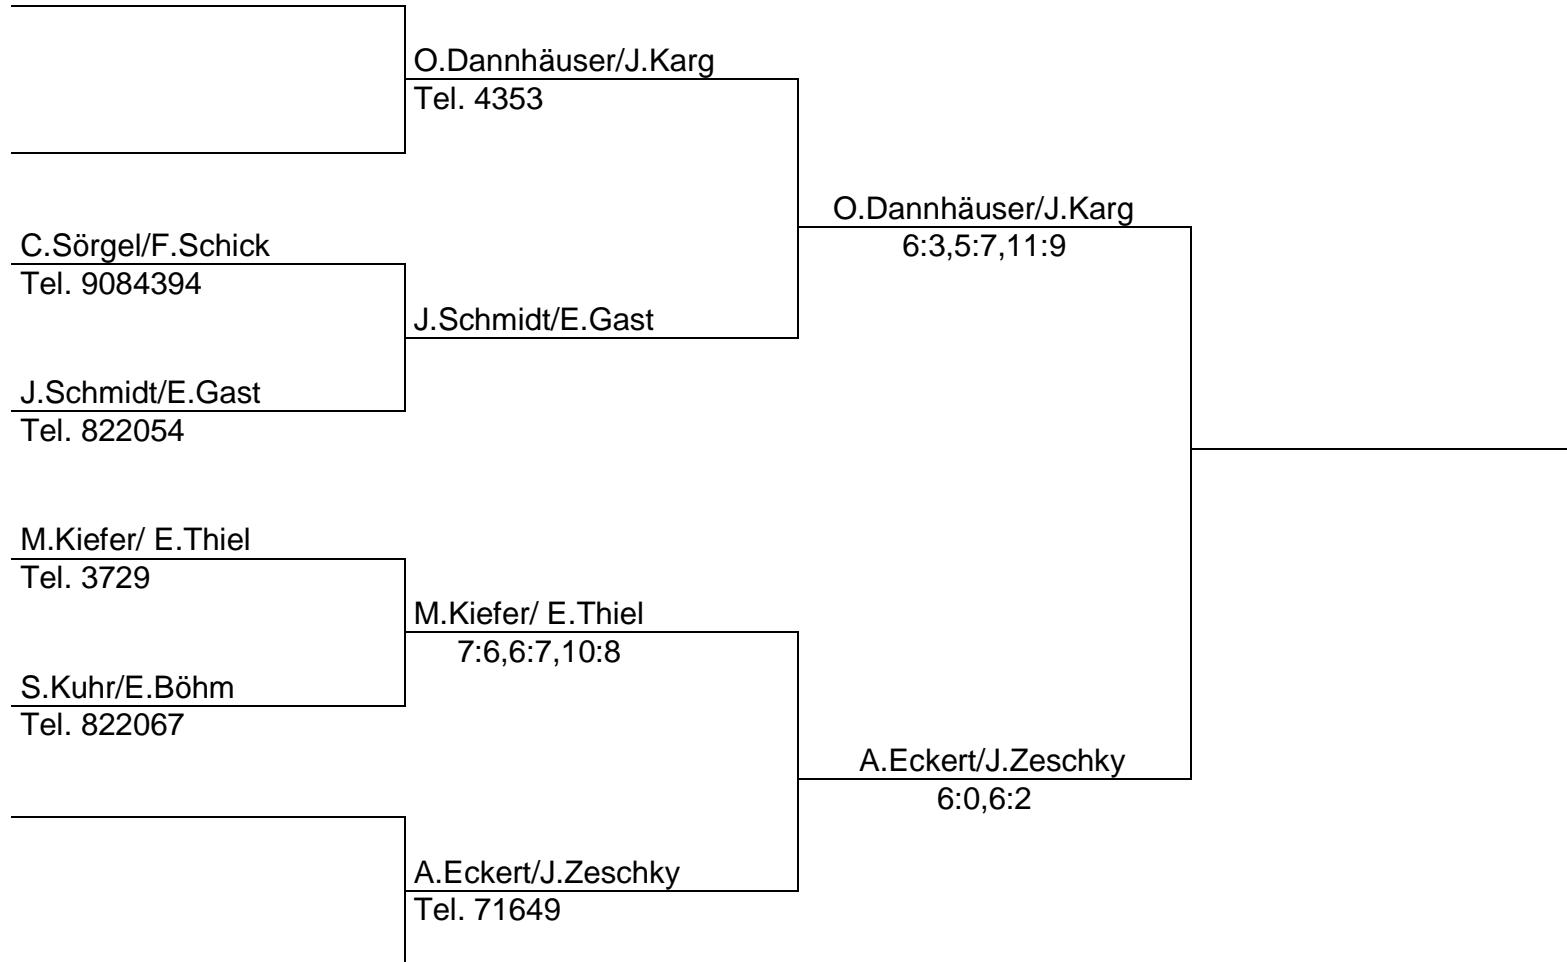 O.Dannhäuser/J.Karg
Tel. 4353
O.Dannhäuser/J.Karg
6:3,5:7,11:9
C.Sörgel/F.Schick
Tel. 9084394
J.Schmidt/E.Gast
J.Schmidt/E.Gast
Tel. 822054
M.Kiefer/ E.Thiel
Tel. 3729
M.Kiefer/ E.Thiel
7:6,6:7,10:8
S.Kuhr/E.Böhm
Tel. 822067
A.Eckert/J.Zeschky
6:0,6:2
A.Eckert/J.Zeschky
Tel. 71649